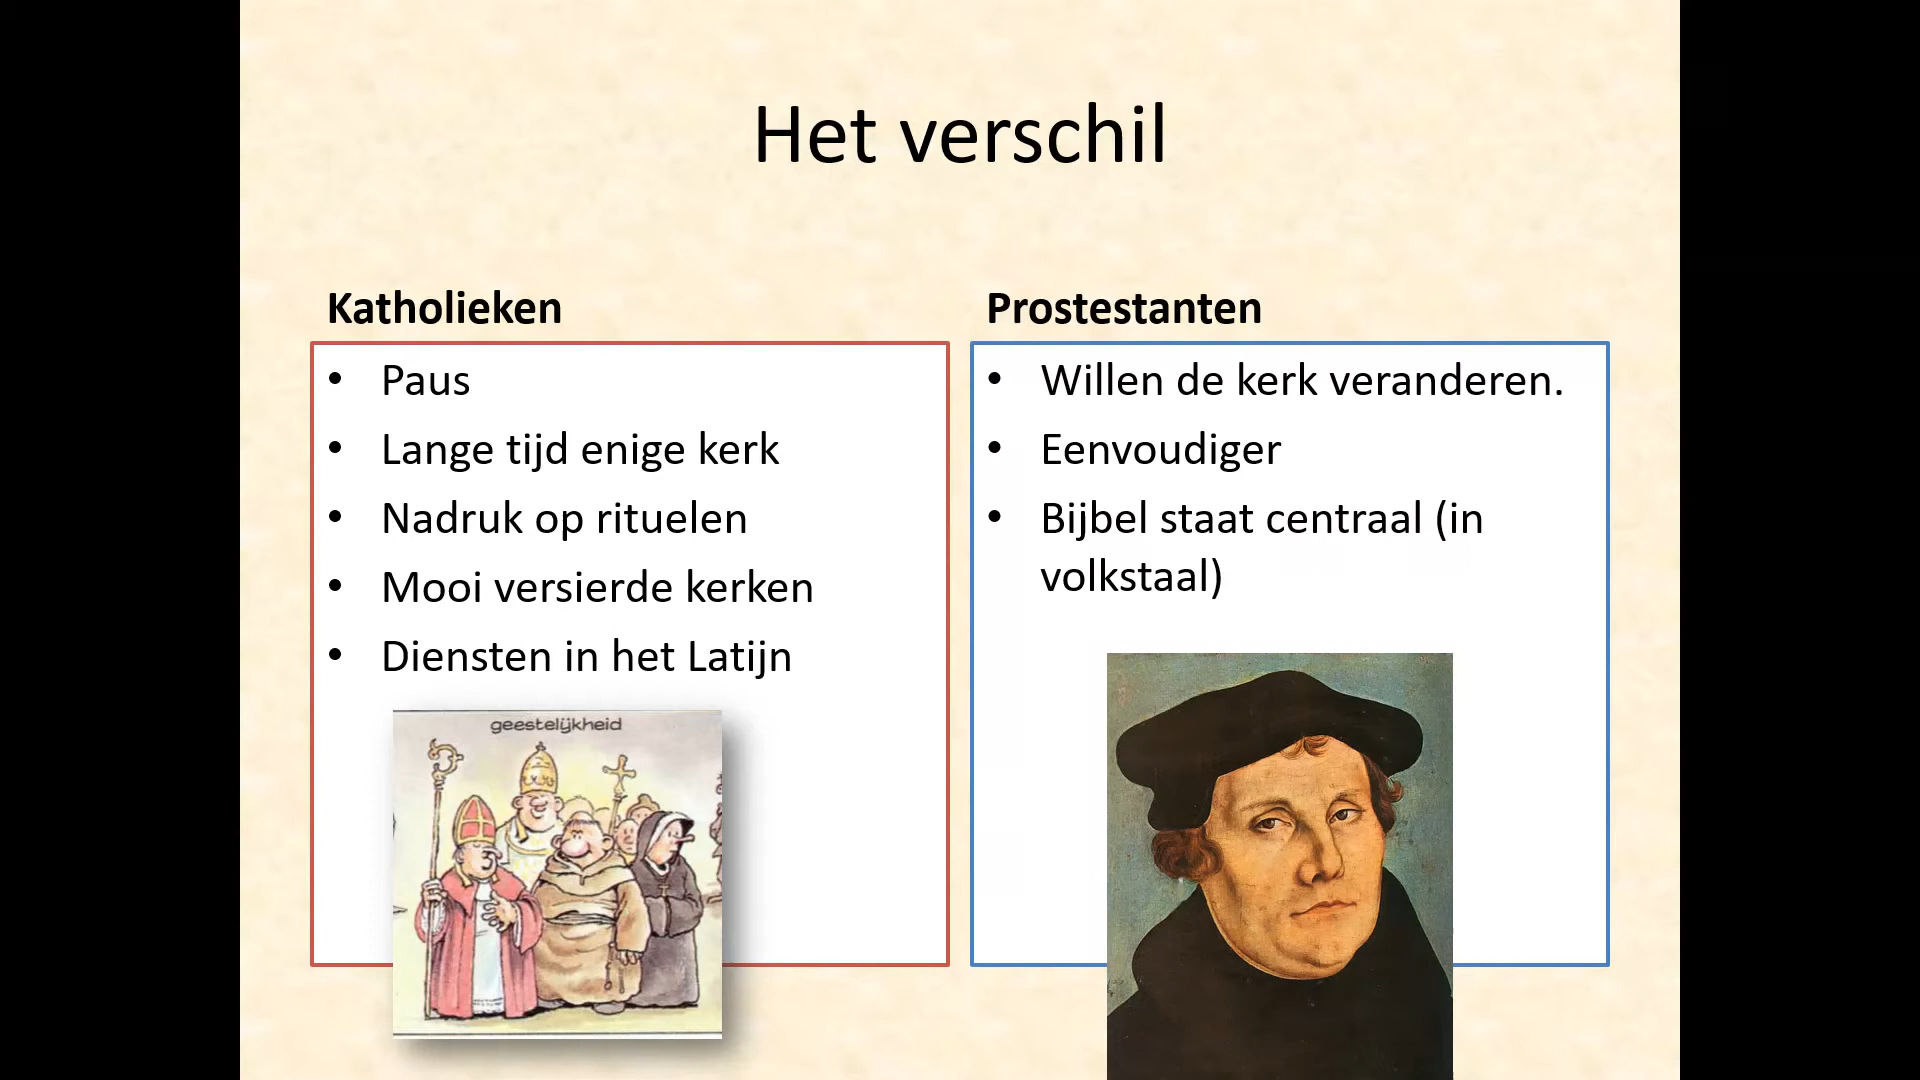 Het verschil
Katholieken
• Paus
• Lange tijd enige kerk
• Nadruk op rituelen
• Mooi versierde kerken
• Diensten in het Latijn
geestelijkheid
Prostestanten
• Willen de kerk veranderen.
• Eenvoudiger
• Bijbel staat centraal (in
volkstaal)